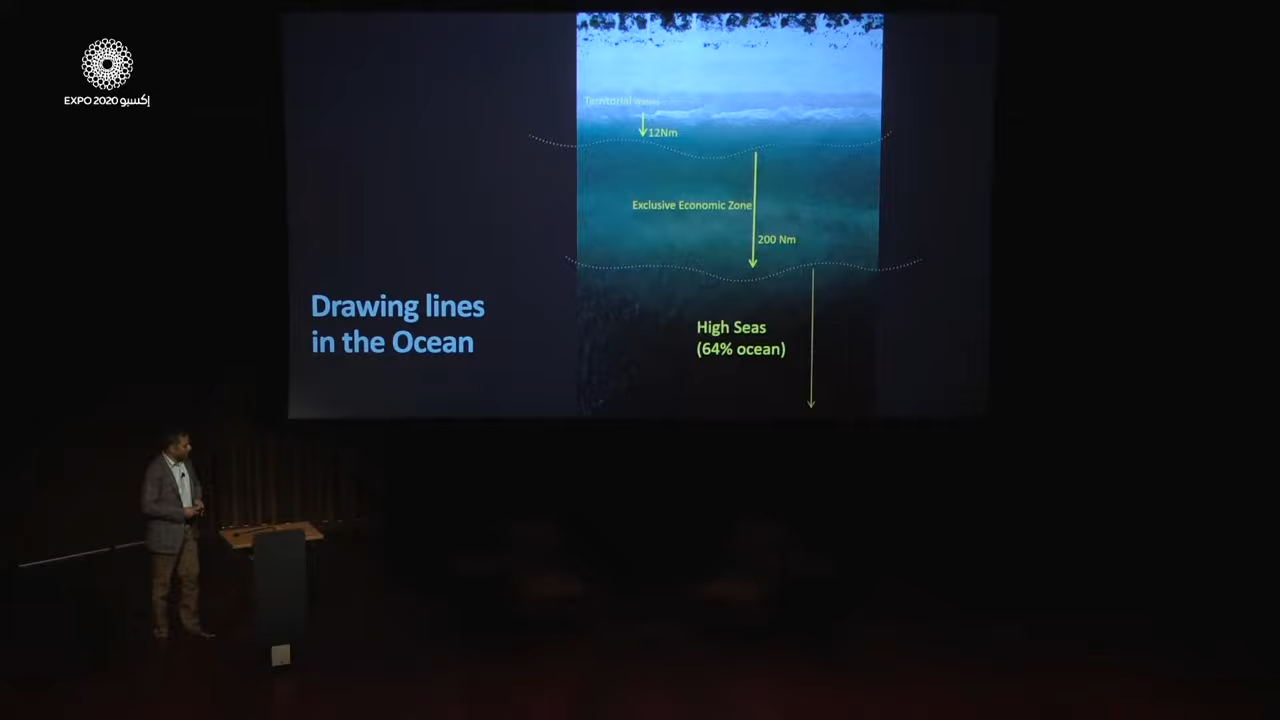 EXPO 2020 إكسبو
Territorial Waters
12Nm
Exclusive Economic Zone
200 Nm
Drawing lines
in the Ocean
High Seas
(64% ocean)